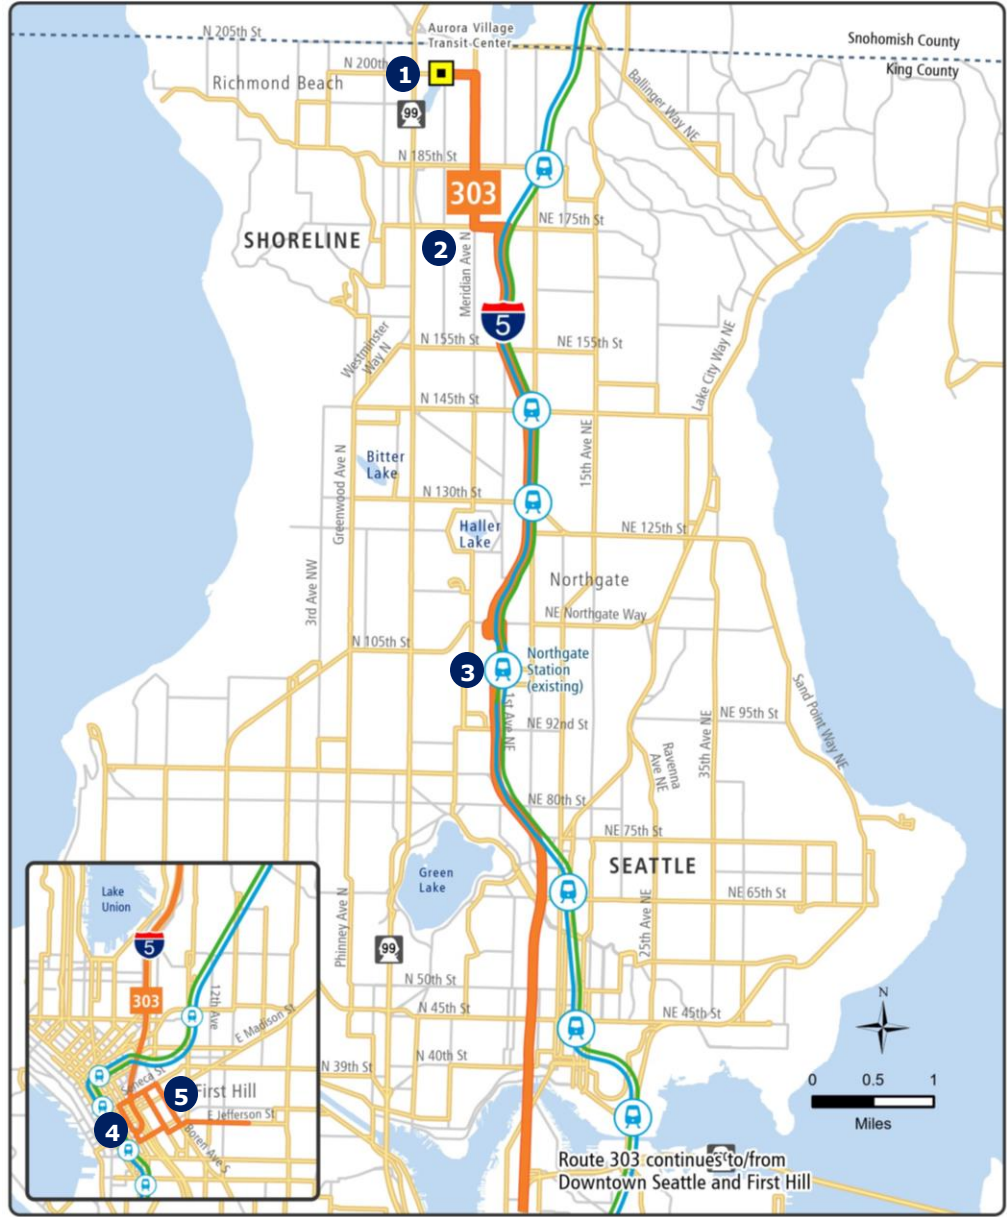 N 205th St
Aurora Village
Transit Center
Snohomish County
King County
N 200th
1
Richmond Beach
99
Ballinger Way NE
N 185th St
303
NE 175th St
SHORELINE
2
Meridian Ave N
5
Westminster
Way N
N 155th St
NE 155th St
Lake City Way NE
N 145th St
Greenwood Ave N
15th Ave NE
Bitter
Lake
N 130th St
Haller
Lake
NE 125th St
3rd Ave NW
Northgate
NE Northgate Way
N 105th St
3
Northgate
Station
(existing)
1st Ave NE
NE 92nd St
NE 95th St
Sand Point Way NE
35th Ave NE
Ravenna
Ave NE
NE 80th St
NE 75th St
SEATTLE
Green
Lake
NE 65th St
25th Ave NE
Phinney Ave N
99
N 50th St
N 45th St
NE 45th St
N 40th St
N 39th St
N
0 0.5 1
Miles
Route 303 continues to/from
Downtown Seattle and First Hill
Lake
Union
5
303
12th Ave
E Madison St
Seneca St
5
First Hill
E Jefferson St
4
Boren Ave S